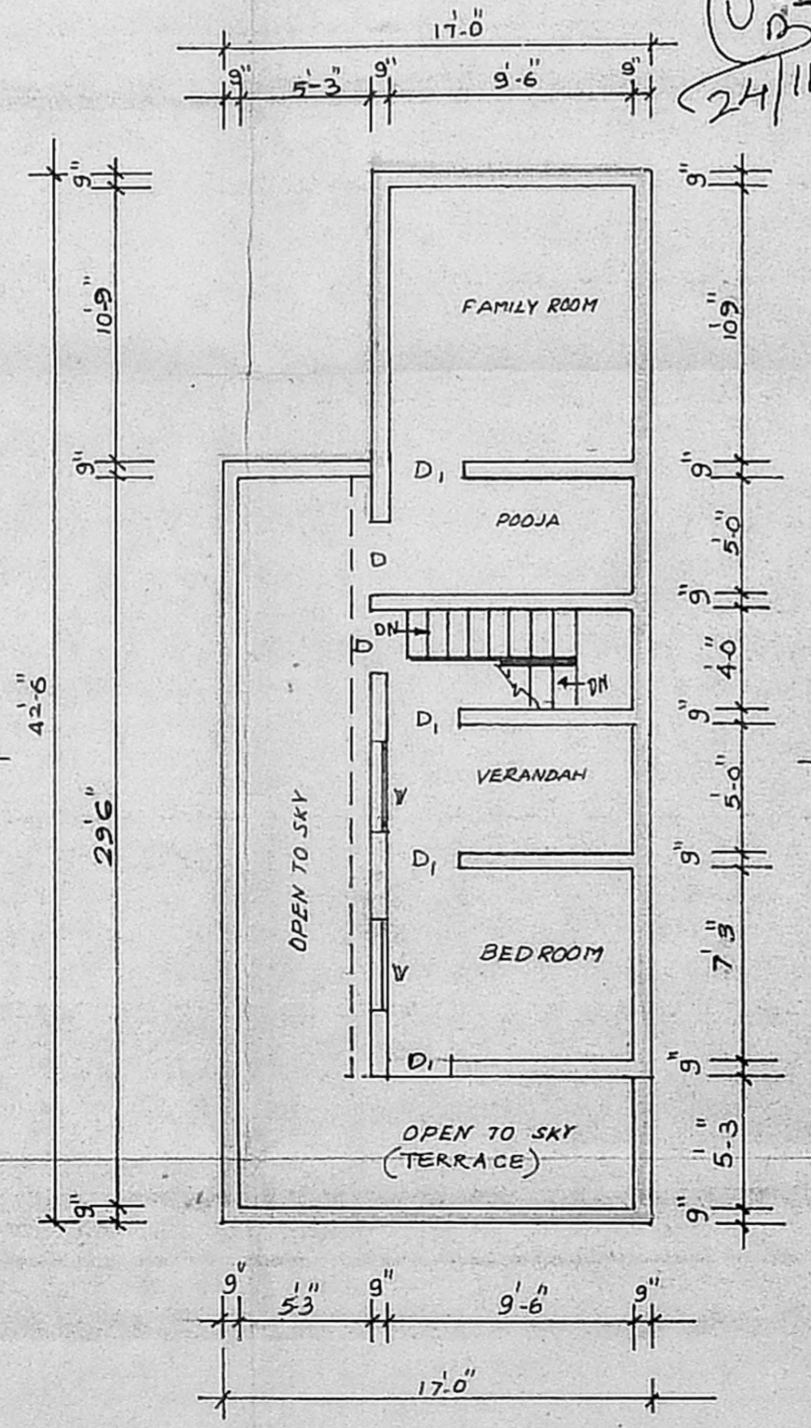 17'-0"
9" 5'-3" 9" 9'-6" 9"
24/11
9" 9"
10'-9" 10'9"
FAMILY ROOM
9" D1 9"
POOJA 5'-0"
D
9"
D DN 4'-0"
DN
42'-6"
D1 9"
VERANDAH 5'-0"
W
29'6"
D1 9"
OPEN TO SKY
BEDROOM 7'3"
W
D1 9"
OPEN TO SKY
(TERRACE)
5'-3"
9" 9"
9" 5'-3" 9" 9'-6" 9"
17'-0"